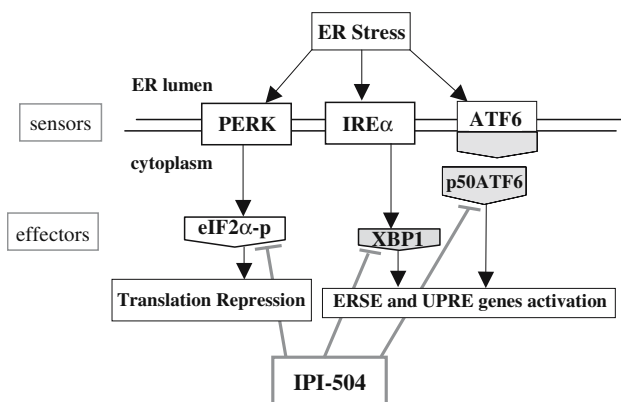 ER Stress
ER lumen
sensors
PERK
IREα
ATF6
cytoplasm
p50ATF6
effectors
eIF2α-p
XBP1
Translation Repression
ERSE and UPRE genes activation
IPI-504